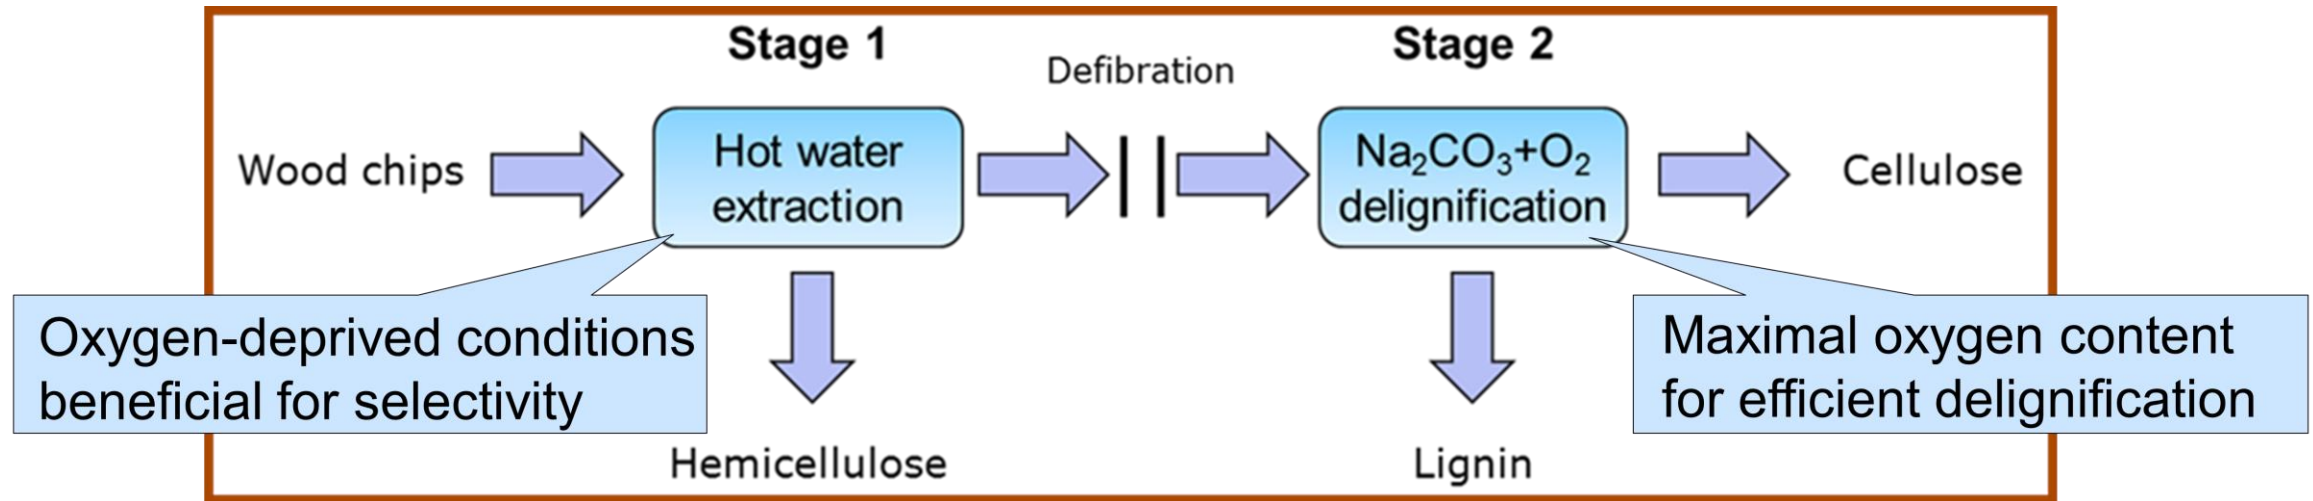 Stage 1
Stage 2
Defibration
Wood chips
Hot water
extraction
Na₂CO₃+O₂
delignification
Cellulose
Oxygen-deprived conditions
beneficial for selectivity
Maximal oxygen content
for efficient delignification
Hemicellulose
Lignin